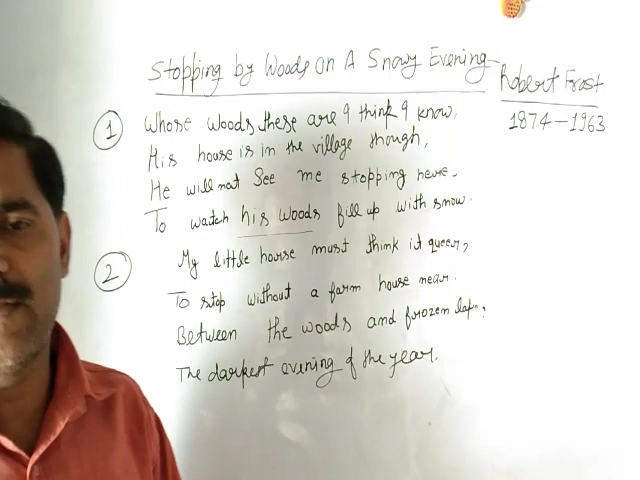 Stopping by Woods On A Snowy Evening
Robert Frost
1874-1963
1 Whose woods these are I think I know.
His house is in the village though,
He will not See me stopping here.
To watch his woods fill up with snow.
2 My little horse must think it queer,
To stop without a farm house near.
Between the woods and frozen lake,
The darkest evening of the year.